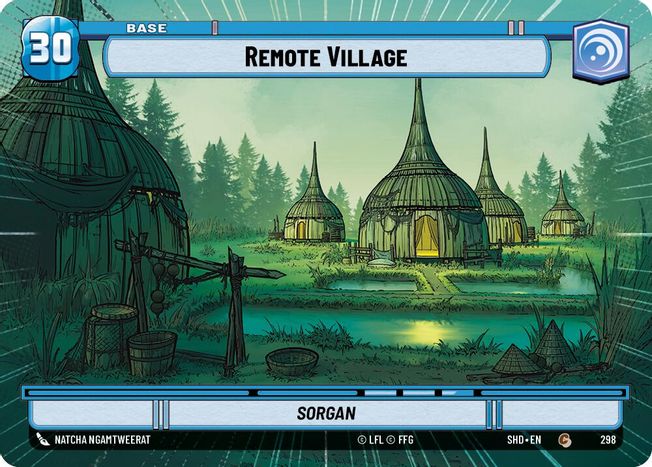 30
BASE
REMOTE VILLAGE
SORGAN
NATCHA NGAMTWEERAT
© LFL © FFG
SHD • EN
C
298